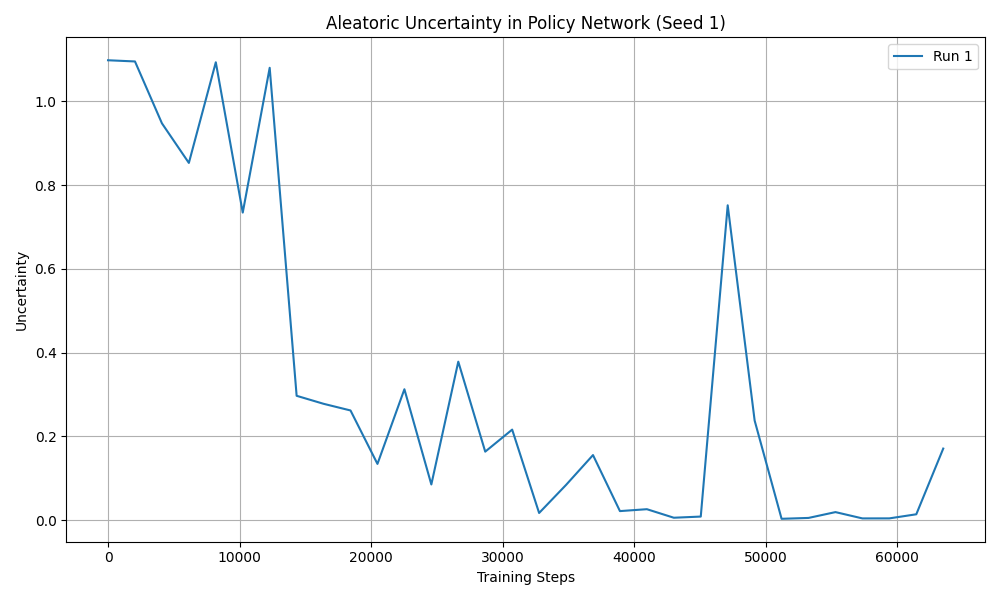 Aleatoric Uncertainty in Policy Network (Seed 1)
Run 1
Uncertainty
1.0
0.8
0.6
0.4
0.2
0.0
0 10000 20000 30000 40000 50000 60000
Training Steps